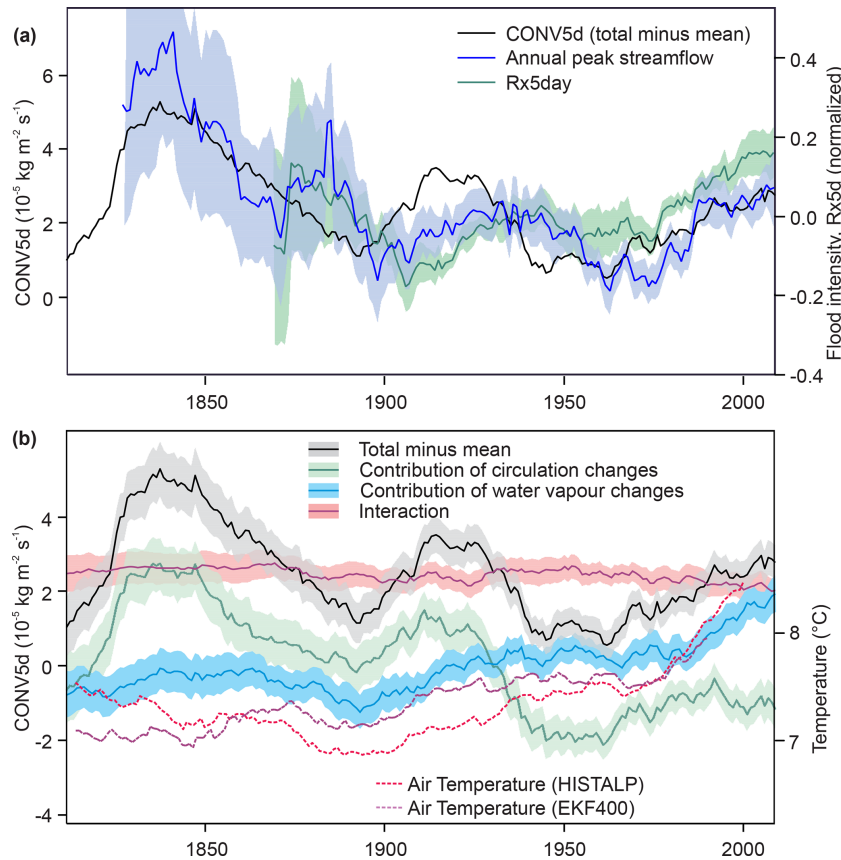 (a)
CONV5d (total minus mean)
Annual peak streamflow
Rx5day
CONV5d (10⁻⁵ kg m⁻² s⁻¹)
6
4
2
0
0.4
0.2
0.0
-0.2
-0.4
Flood intensity. Rx5d (normalized)
1850 1900 1950 2000
(b)
Total minus mean
Contribution of circulation changes
Contribution of water vapour changes
Interaction
CONV5d (10⁻⁵ kg m⁻² s⁻¹)
4
2
0
-2
-4
8
7
Temperature (°C)
Air Temperature (HISTALP)
Air Temperature (EKF400)
1850 1900 1950 2000